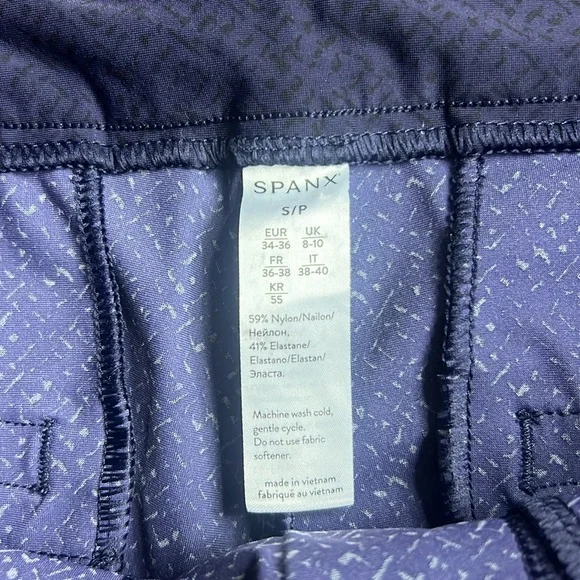 SPANX
S/P
EUR UK
34-36 8-10
FR IT
36-38 38-40
KR
55
59% Nylon/Nailon/
Нейлон,
41% Elastane/
Elastano/Elastan/
Эласта.
Machine wash cold,
gentle cycle.
Do not use fabric
softener.
made in vietnam
fabriqué au vietnam